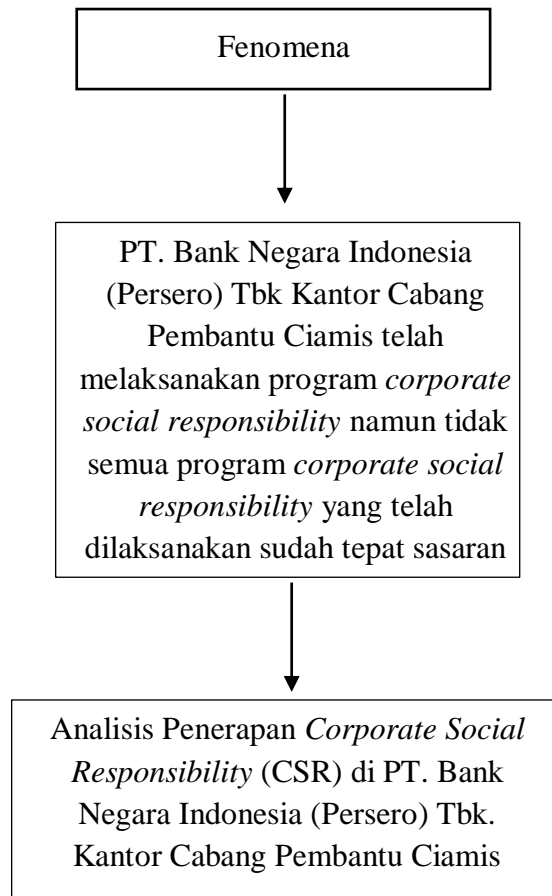 Fenomena
PT. Bank Negara Indonesia
(Persero) Tbk Kantor Cabang
Pembantu Ciamis telah
melaksanakan program corporate
social responsibility namun tidak
semua program corporate social
responsibility yang telah
dilaksanakan sudah tepat sasaran
Analisis Penerapan Corporate Social
Responsibility (CSR) di PT. Bank
Negara Indonesia (Persero) Tbk.
Kantor Cabang Pembantu Ciamis